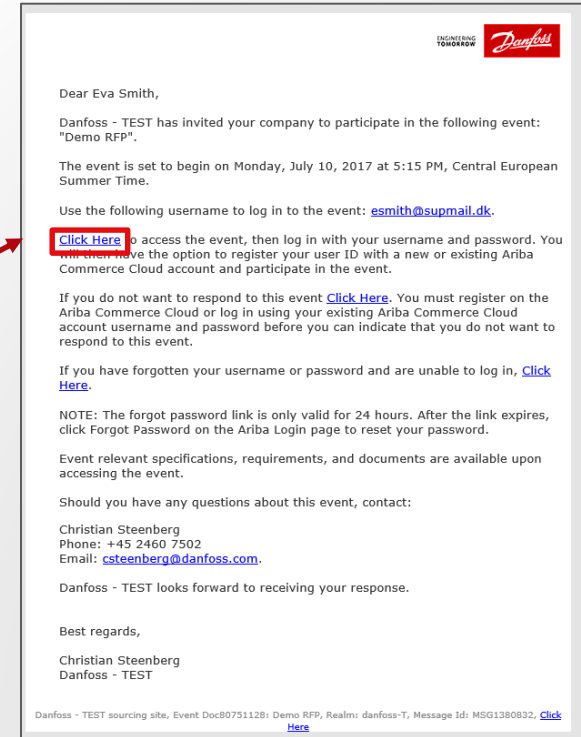 ENGINEERING
TOMORROW
Danfoss
Dear Eva Smith,
Danfoss - TEST has invited your company to participate in the following event:
"Demo RFP".
The event is set to begin on Monday, July 10, 2017 at 5:15 PM, Central European
Summer Time.
Use the following username to log in to the event: esmith@supmail.dk.
Click Here to access the event, then log in with your username and password. You
will then have the option to register your user ID with a new or existing Ariba
Commerce Cloud account and participate in the event.
If you do not want to respond to this event Click Here. You must register on the
Ariba Commerce Cloud or log in using your existing Ariba Commerce Cloud
account username and password before you can indicate that you do not want to
respond to this event.
If you have forgotten your username or password and are unable to log in, Click
Here.
NOTE: The forgot password link is only valid for 24 hours. After the link expires,
click Forgot Password on the Ariba Login page to reset your password.
Event relevant specifications, requirements, and documents are available upon
accessing the event.
Should you have any questions about this event, contact:
Christian Steenberg
Phone: +45 2460 7502
Email: csteenberg@danfoss.com.
Danfoss - TEST looks forward to receiving your response.
Best regards,
Christian Steenberg
Danfoss - TEST
Danfoss - TEST sourcing site, Event Doc80751128: Demo RFP, Realm: danfoss-T, Message Id: MSG1380832, Click
Here